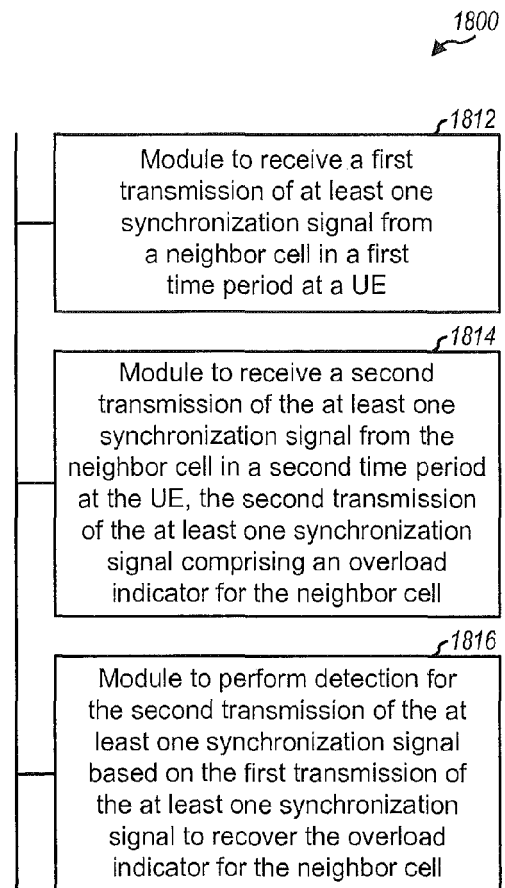 1800
1812
Module to receive a first
transmission of at least one
synchronization signal from
a neighbor cell in a first
time period at a UE
1814
Module to receive a second
transmission of the at least one
synchronization signal from the
neighbor cell in a second time period
at the UE, the second transmission
of the at least one synchronization
signal comprising an overload
indicator for the neighbor cell
1816
Module to perform detection for
the second transmission of the at
least one synchronization signal
based on the first transmission of
the at least one synchronization
signal to recover the overload
indicator for the neighbor cell